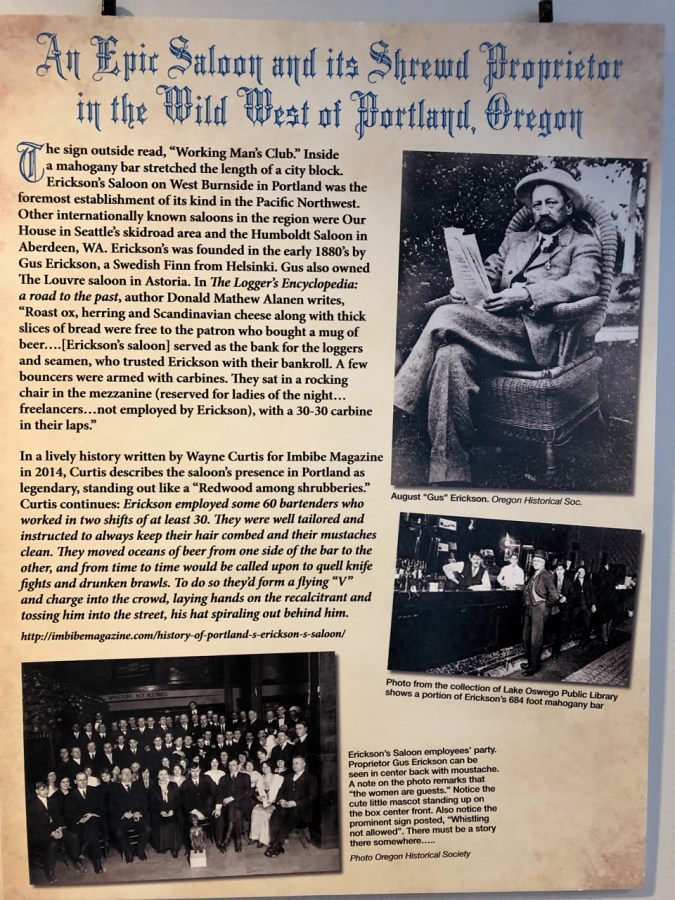 An Epic Saloon and its Shrewd Proprietor
in the Wild West of Portland, Oregon
The sign outside read, “Working Man’s Club.” Inside
a mahogany bar stretched the length of a city block.
Erickson’s Saloon on West Burnside in Portland was the
foremost establishment of its kind in the Pacific Northwest.
Other internationally known saloons in the region were Our
House in Seattle’s skidroad area and the Humboldt Saloon in
Aberdeen, WA. Erickson’s was founded in the early 1880’s by
Gus Erickson, a Swedish Finn from Helsinki. Gus also owned
The Louvre saloon in Astoria. In The Logger’s Encyclopedia:
a road to the past, author Donald Mathew Alanen writes,
“Roast ox, herring and Scandinavian cheese along with thick
slices of bread were free to the patron who bought a mug of
beer….[Erickson’s saloon] served as the bank for the loggers
and seamen, who trusted Erickson with their bankroll. A few
bouncers were armed with carbines. They sat in a rocking
chair in the mezzanine (reserved for ladies of the night…
freelancers…not employed by Erickson), with a 30-30 carbine
in their laps.”
In a lively history written by Wayne Curtis for Imbibe Magazine
in 2014, Curtis describes the saloon’s presence in Portland as
legendary, standing out like a “Redwood among shrubberies.”
Curtis continues: Erickson employed some 60 bartenders who
worked in two shifts of at least 30. They were well tailored and
instructed to always keep their hair combed and their mustaches
clean. They moved oceans of beer from one side of the bar to the
other, and from time to time would be called upon to quell knife
fights and drunken brawls. To do so they’d form a flying “V”
and charge into the crowd, laying hands on the recalcitrant and
tossing him into the street, his hat spiraling out behind him.
http://imbibemagazine.com/history-of-portland-s-erickson-s-saloon/
August “Gus” Erickson. Oregon Historical Soc.
Photo from the collection of Lake Oswego Public Library
shows a portion of Erickson’s 684 foot mahogany bar
WHISTLING NOT ALLOWED
Erickson’s Saloon employees’ party.
Proprietor Gus Erickson can be
seen in center back with moustache.
A note on the photo remarks that
“the women are guests.” Notice the
cute little mascot standing up on
the box center front. Also notice the
prominent sign posted, “Whistling
not allowed”. There must be a story
there somewhere…..
Photo Oregon Historical Society